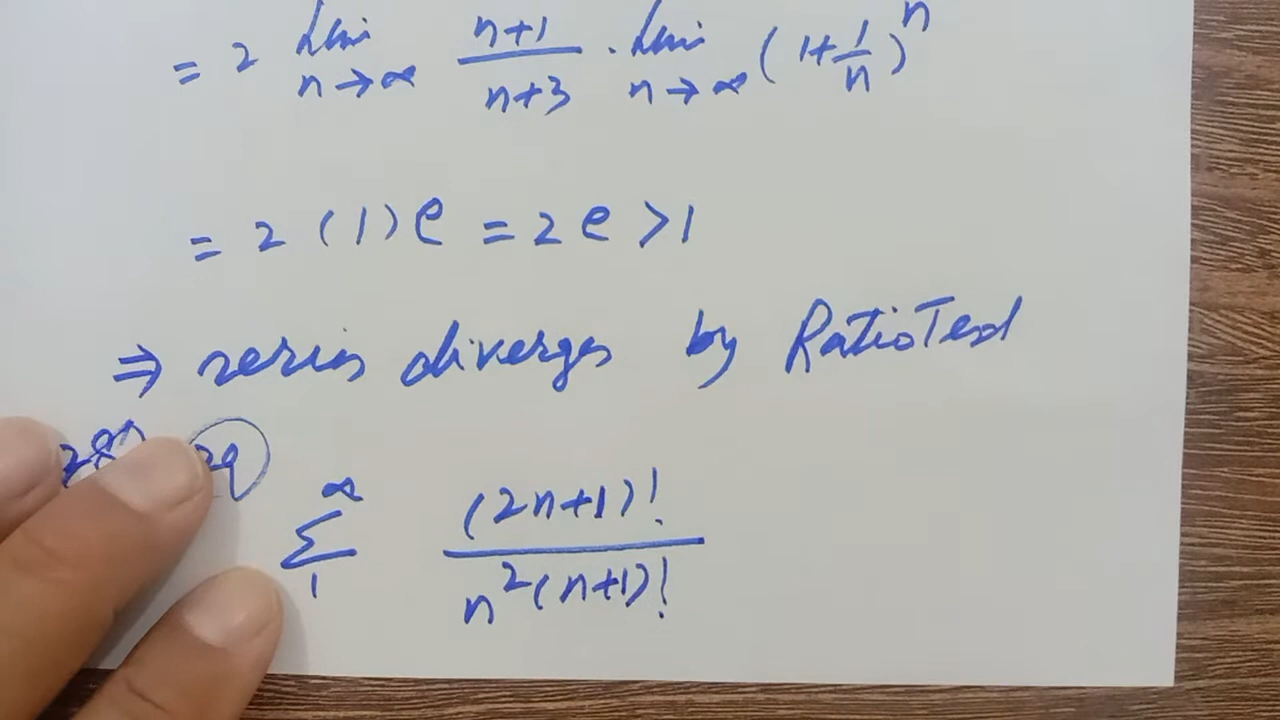 = 2 Lim n→∞ n+1/n+3 · Lim n→∞ (1+1/n)^n
= 2 (1) e = 2e > 1
⇒ series diverges by Ratio Test
29
∑ 1 ∞ (2n+1)!/n²(n+1)!